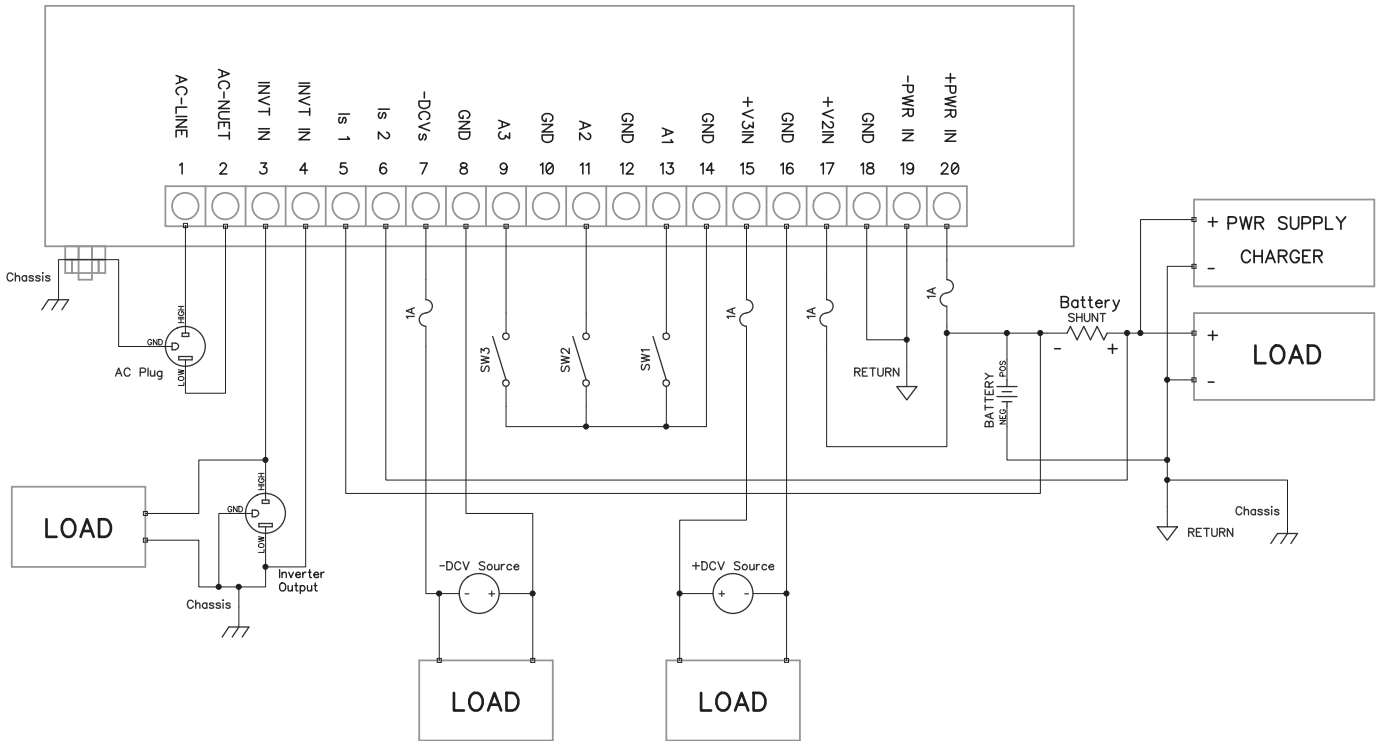 AC-LINE
AC-NUET
INVT IN
INVT IN
Is 1
Is 2
-DCVs
GND
A3
GND
A2
GND
A1
GND
+V3IN
GND
+V2IN
GND
-PWR IN
+PWR IN
1 2 3 4 5 6 7 8 9 10 11 12 13 14 15 16 17 18 19 20
+ PWR SUPPLY
CHARGER
-
Chassis
HIGH
GND
LOW
AC Plug
1A
SW3
SW2
SW1
1A
1A
1A
RETURN
Battery
SHUNT
- +
POS
BATTERY
NEG
+
LOAD
-
HIGH
GND
LOW
LOAD
Inverter
Output
Chassis
Chassis
RETURN
-DCV Source
- +
LOAD
+DCV Source
+ -
LOAD